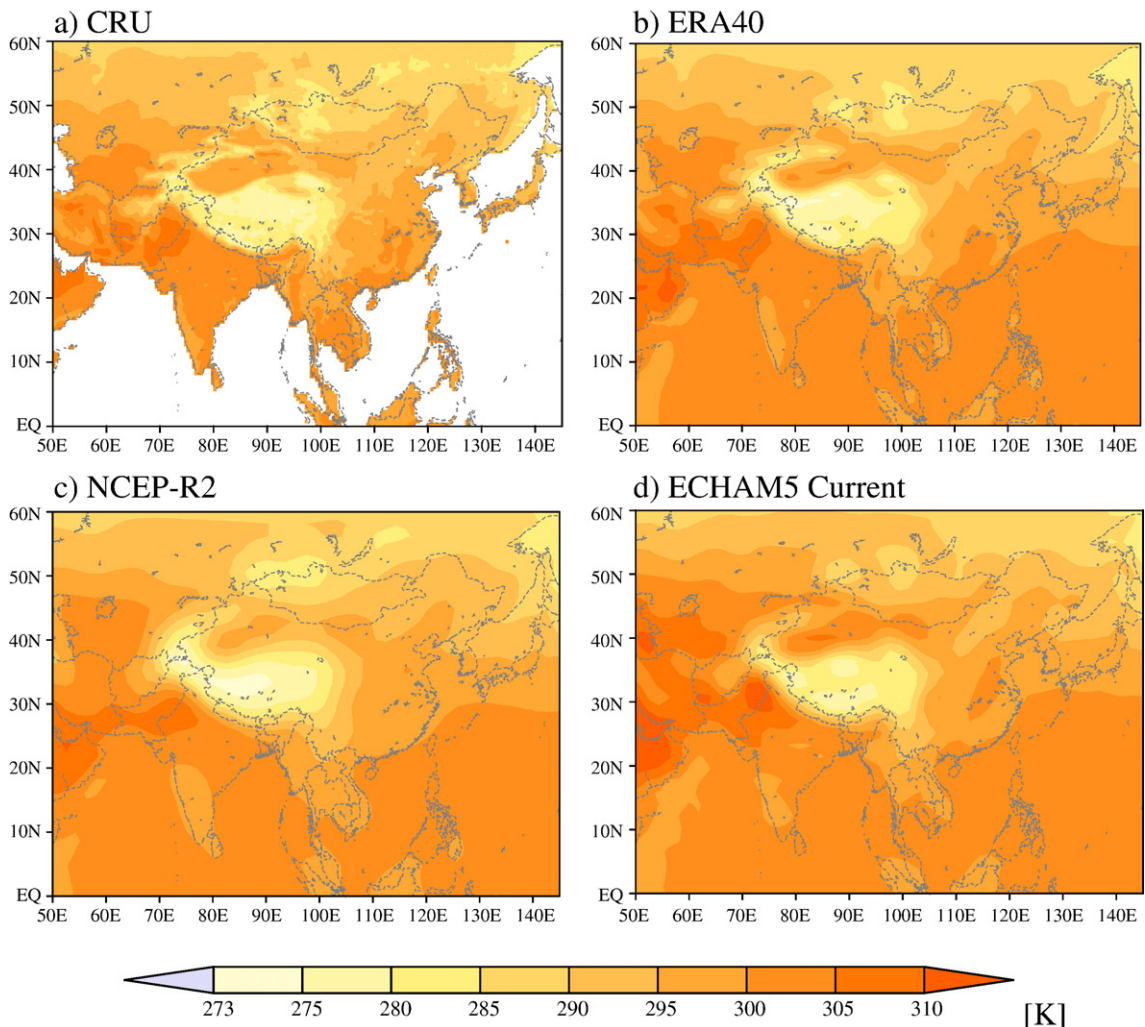 a) CRU
b) ERA40
60N
50N
40N
30N
20N
10N
EQ
50E 60E 70E 80E 90E 100E 110E 120E 130E 140E
60N
50N
40N
30N
20N
10N
EQ
50E 60E 70E 80E 90E 100E 110E 120E 130E 140E
c) NCEP-R2
d) ECHAM5 Current
60N
50N
40N
30N
20N
10N
EQ
50E 60E 70E 80E 90E 100E 110E 120E 130E 140E
60N
50N
40N
30N
20N
10N
EQ
50E 60E 70E 80E 90E 100E 110E 120E 130E 140E
273 275 280 285 290 295 300 305 310
[K]